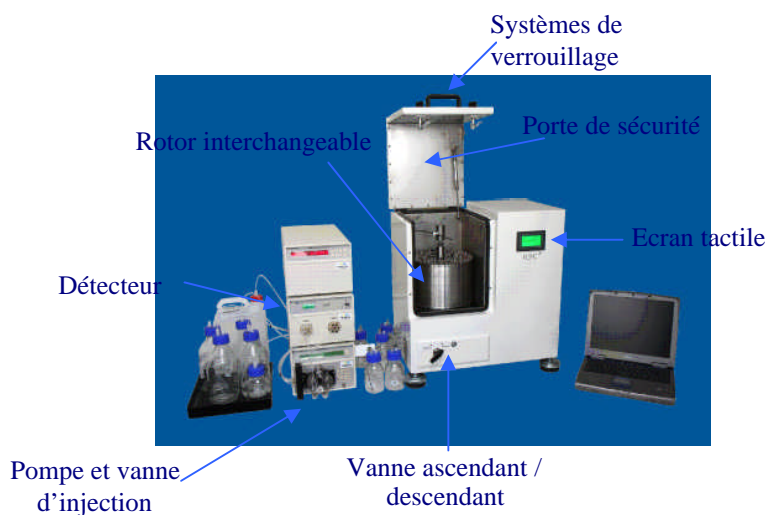 Systèmes de
verrouillage
Rotor interchangeable
Porte de sécurité
Ecran tactile
Détecteur
Pompe et vanne
d'injection
Vanne ascendant /
descendant